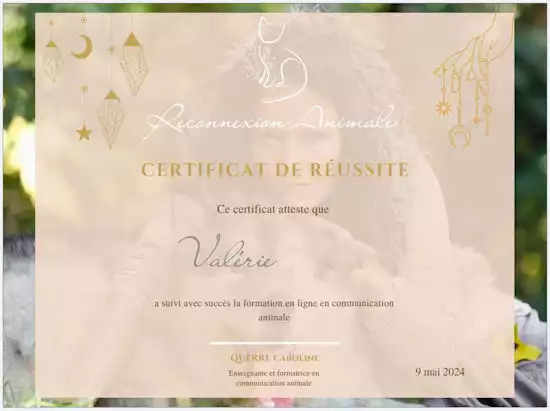 Reconnexion Animale
CERTIFICAT DE RÉUSSITE
Ce certificat atteste que
Valérie
a suivi avec succès la formation en ligne en communication
animale
QUERRE CAROLINE
Enseignante et formatrice en
communication animale
9 mai 2024